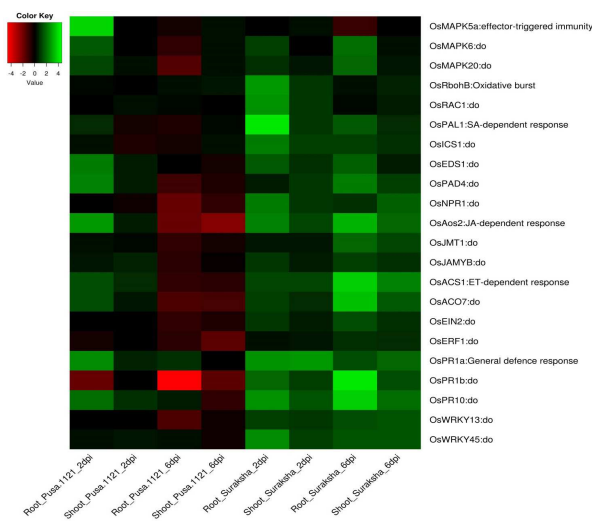 Color Key
-4 -2 0 2 4
Value
OsMAPK5a:effector-triggered immunity
OsMAPK6:do
OsMAPK20:do
OsRbohB:Oxidative burst
OsRAC1:do
OsPAL1:SA-dependent response
OsICS1:do
OsEDS1:do
OsPAD4:do
OsNPR1:do
OsAos2:JA-dependent response
OsJMT1:do
OsJAMYB:do
OsACS1:ET-dependent response
OsACO7:do
OsEIN2:do
OsERF1:do
OsPR1a:General defence response
OsPR1b:do
OsPR10:do
OsWRKY13:do
OsWRKY45:do
Root_Pusa.1121_2dpi
Shoot_Pusa.1121_2dpi
Root_Pusa.1121_6dpi
Shoot_Pusa.1121_6dpi
Root_Suraksha_2dpi
Shoot_Suraksha_2dpi
Root_Suraksha_6dpi
Shoot_Suraksha_6dpi